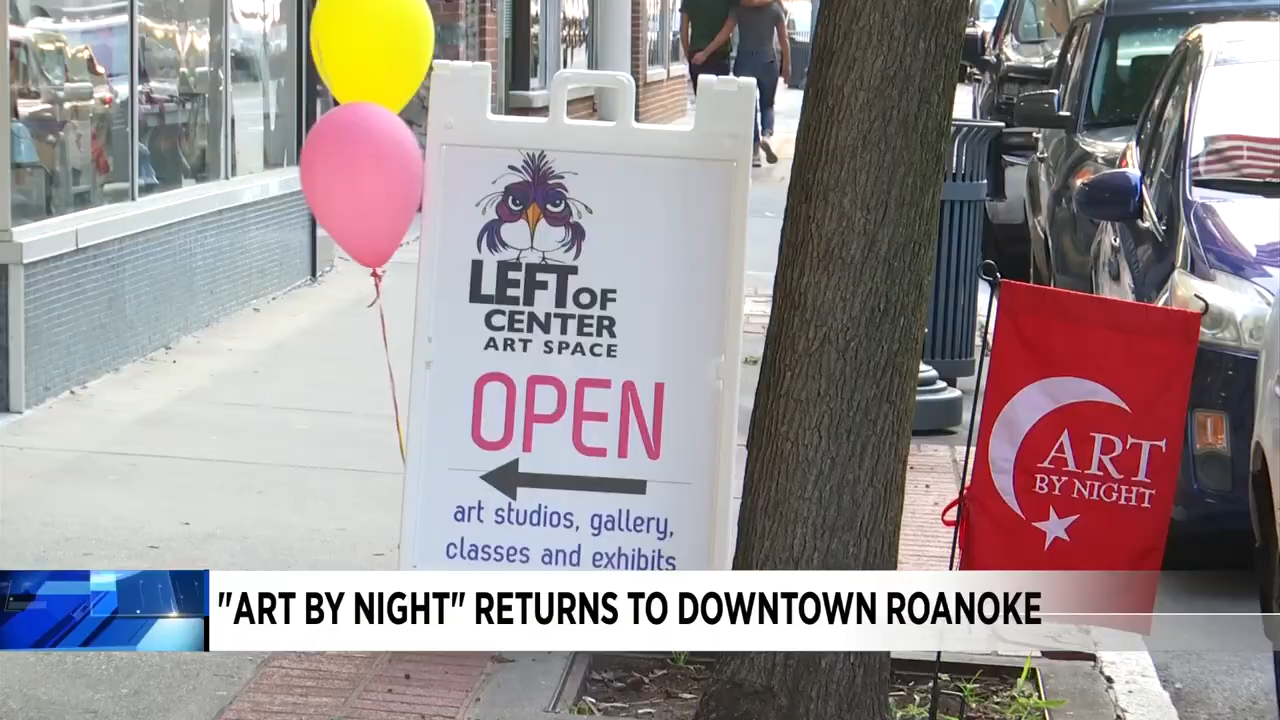 LEFT OF
CENTER
ART SPACE
OPEN
art studios, gallery,
classes and exhibits
ART
BY NIGHT
"ART BY NIGHT" RETURNS TO DOWNTOWN ROANOKE